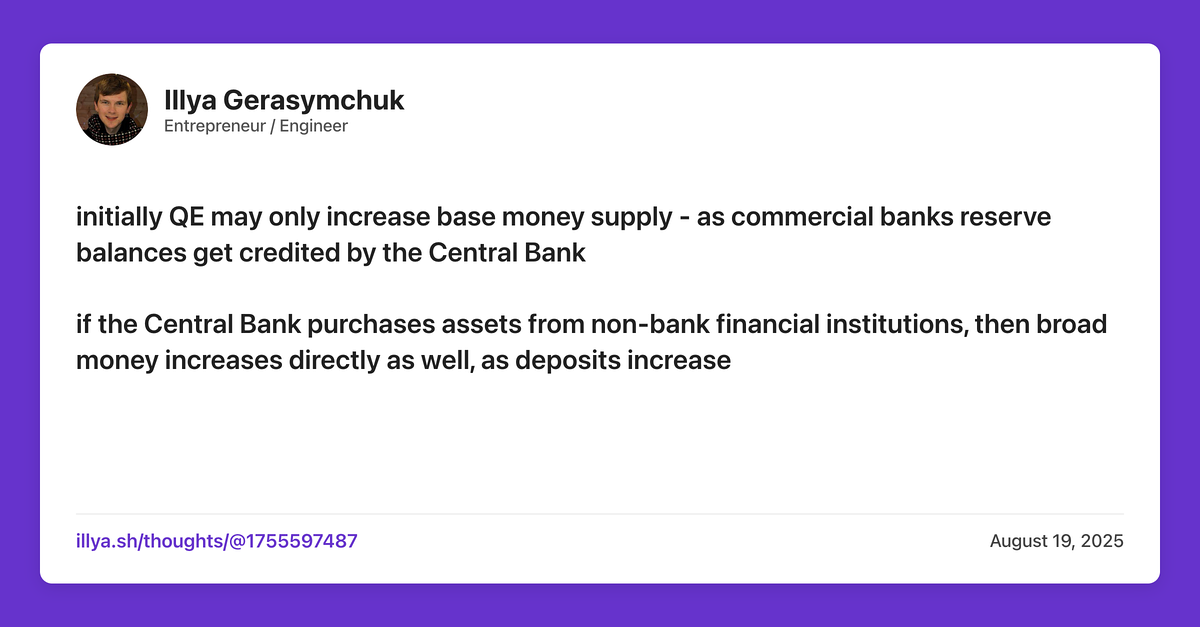 Illya Gerasymchuk
Entrepreneur / Engineer
initially QE may only increase base money supply - as commercial banks reserve
balances get credited by the Central Bank
if the Central Bank purchases assets from non-bank financial institutions, then broad
money increases directly as well, as deposits increase
illya.sh/thoughts/@1755597487
August 19, 2025